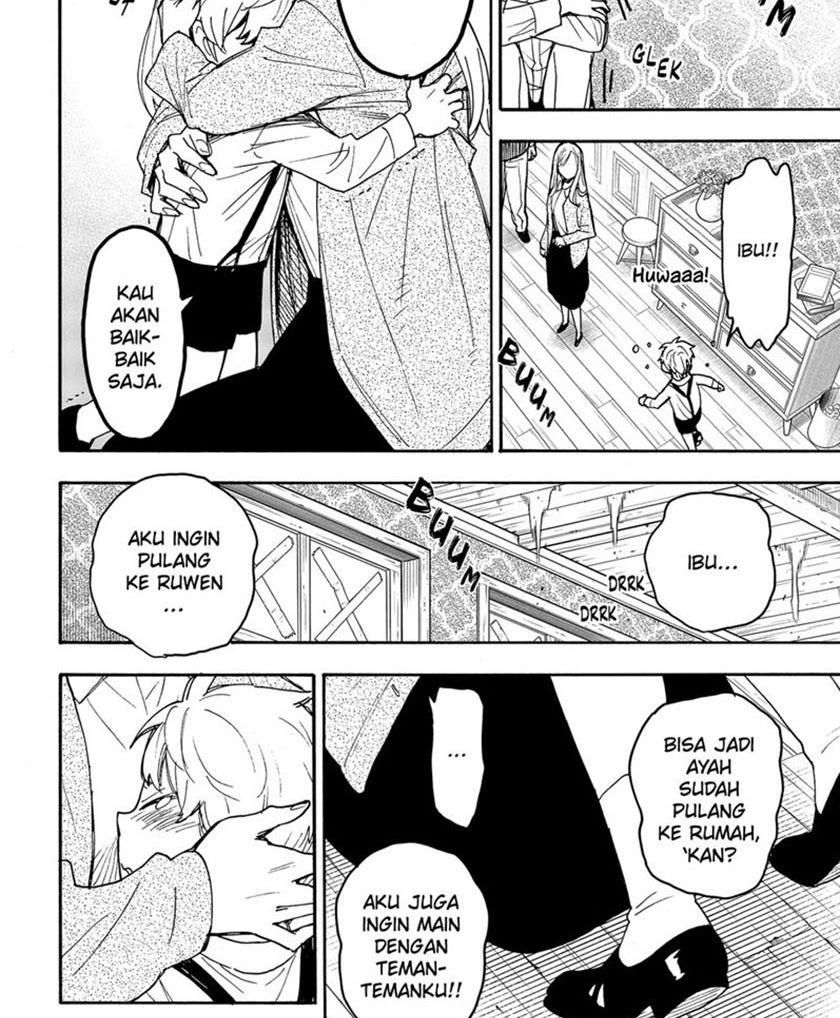 BUUM
GLEK
IBU!!
Huwaaa!
BUUM
KAU
AKAN
BAIK-
BAIK
SAJA.
IBU...
DRRK
DRRK
BUUM
AKU INGIN
PULANG
KE RUWEN
...
BISA JADI
AYAH
SUDAH
PULANG
KE RUMAH,
'KAN?
...
AKU JUGA
INGIN MAIN
DENGAN
TEMAN-
TEMANKU!!